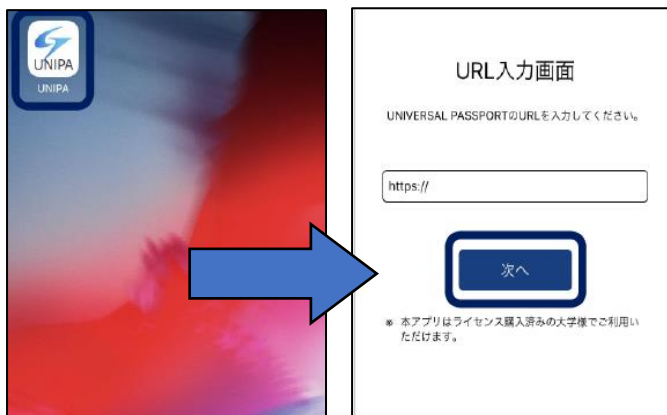 UNIPA
UNIPA
URL入力画面
UNIVERSAL PASSPORTのURLを入力してください。
https://
次へ
※ 本アプリはライセンス購入済みの大学様でご利用い
ただけます。